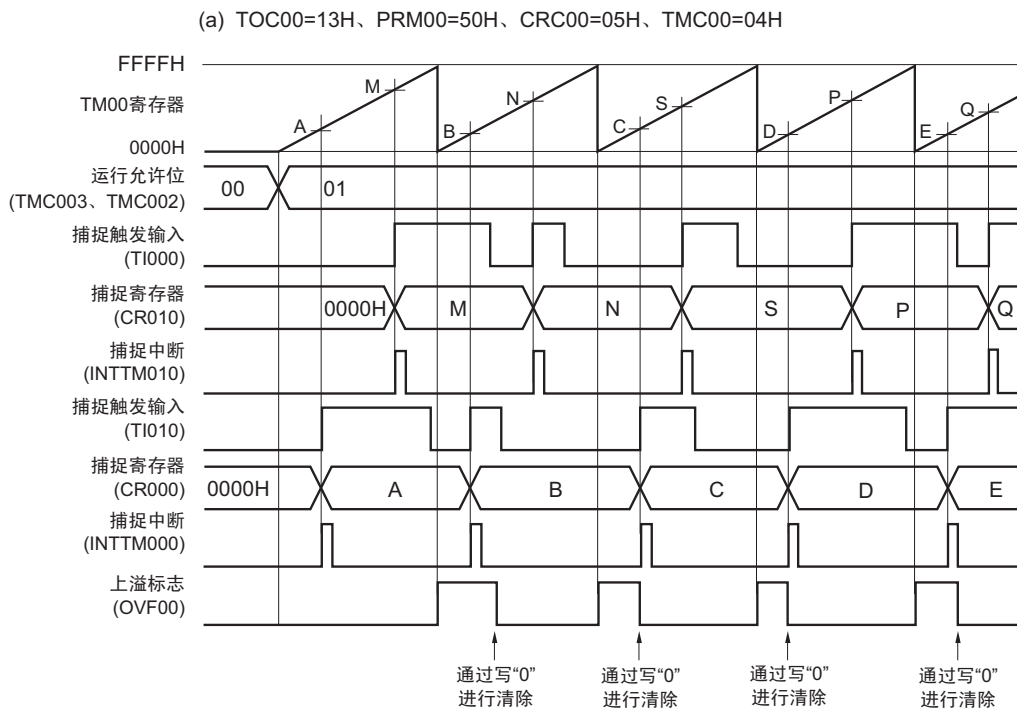 (a) TOC00=13H、PRM00=50H、CRC00=05H、TMC00=04H
FFFFH
TM00寄存器
0000H
A
M
B
N
C
S
D
P
E
Q
运行允许位
(TMC003、TMC002)
00
01
捕捉触发输入
(TI000)
捕捉寄存器
(CR010)
0000H
M
N
S
P
Q
捕捉中断
(INTTM010)
捕捉触发输入
(TI010)
捕捉寄存器
(CR000)
0000H
A
B
C
D
E
捕捉中断
(INTTM000)
上溢标志
(OVF00)
通过写“0”
进行清除
通过写“0”
进行清除
通过写“0”
进行清除
通过写“0”
进行清除